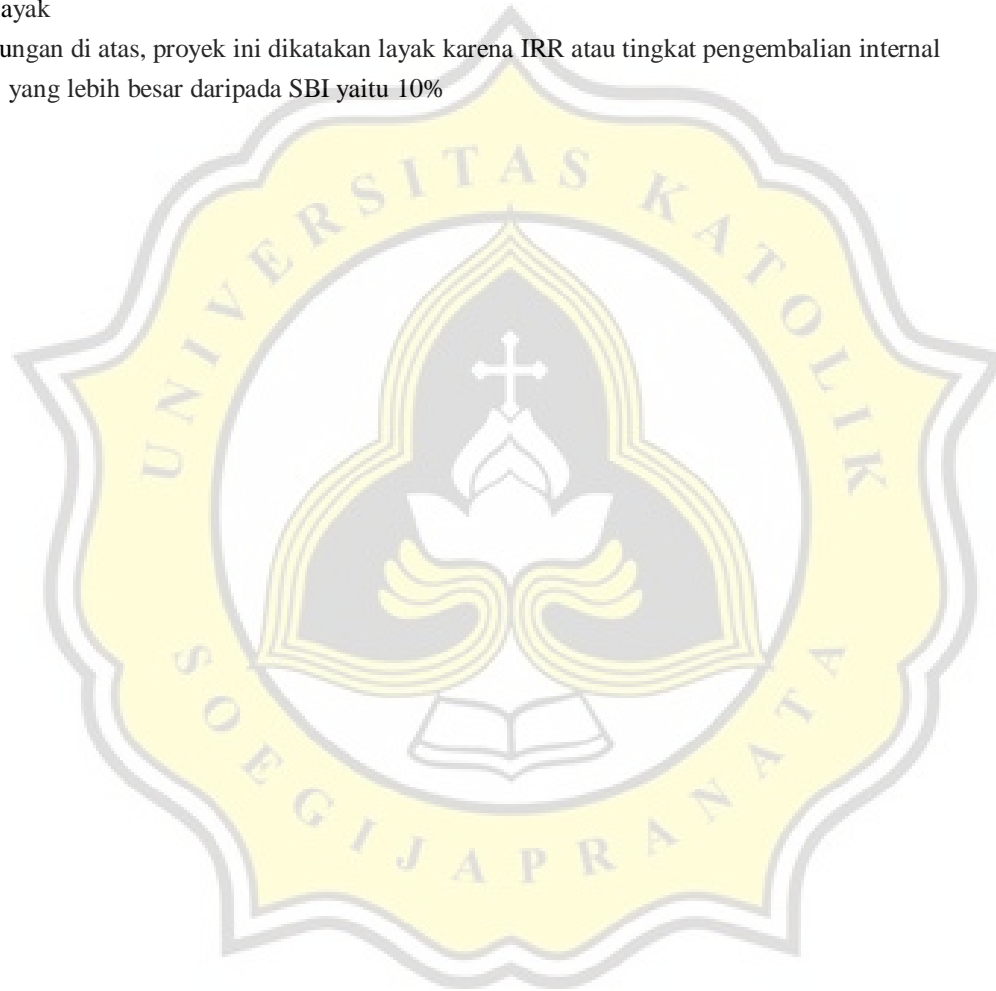 ayak
ungan di atas, proyek ini dikatakan layak karena IRR atau tingkat pengembalian internal
yang lebih besar daripada SBI yaitu 10%
UNIVERSITAS KATOLIK
SOEGIJAPRANATA